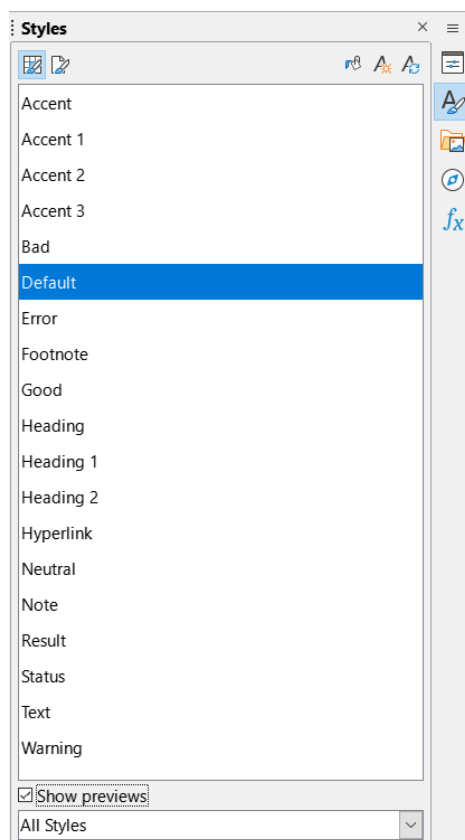 Styles
Accent
Accent 1
Accent 2
Accent 3
Bad
Default
Error
Footnote
Good
Heading
Heading 1
Heading 2
Hyperlink
Neutral
Note
Result
Status
Text
Warning
Show previews
All Styles